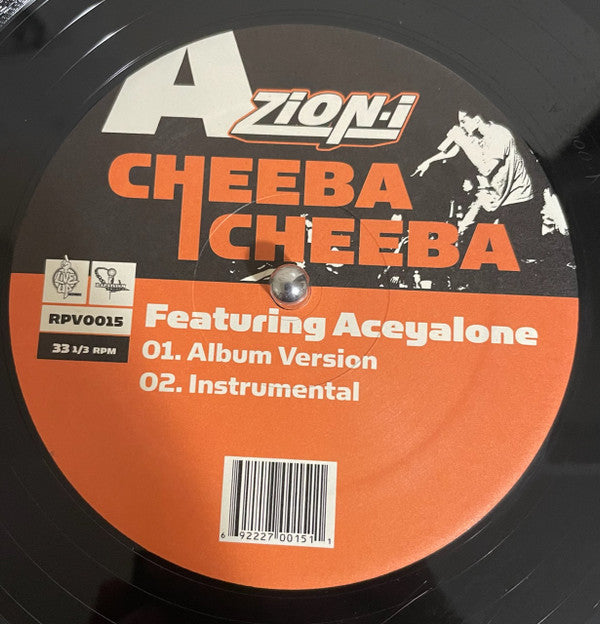 A
ZION-I
CHEEBA
CHEEBA
RPV0015
33 1/3 RPM
Featuring Aceyalone
01. Album Version
02. Instrumental
6 92227 00151 1